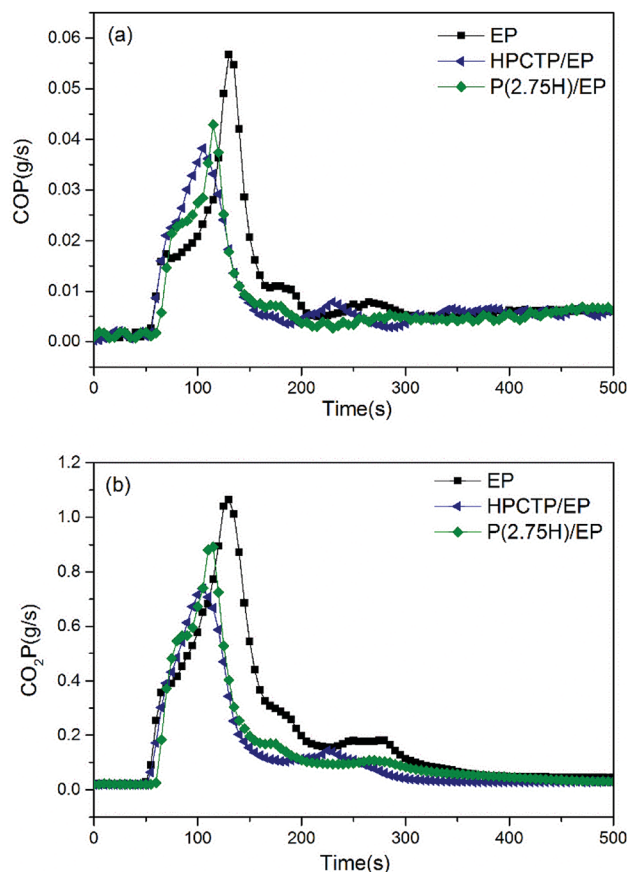 (a)
EP
HPCTP/EP
P(2.75H)/EP
COP(g/s)
0.06
0.05
0.04
0.03
0.02
0.01
0.00
0 100 200 300 400 500
Time(s)
(b)
EP
HPCTP/EP
P(2.75H)/EP
CO₂P(g/s)
1.2
1.0
0.8
0.6
0.4
0.2
0.0
0 100 200 300 400 500
Time(s)